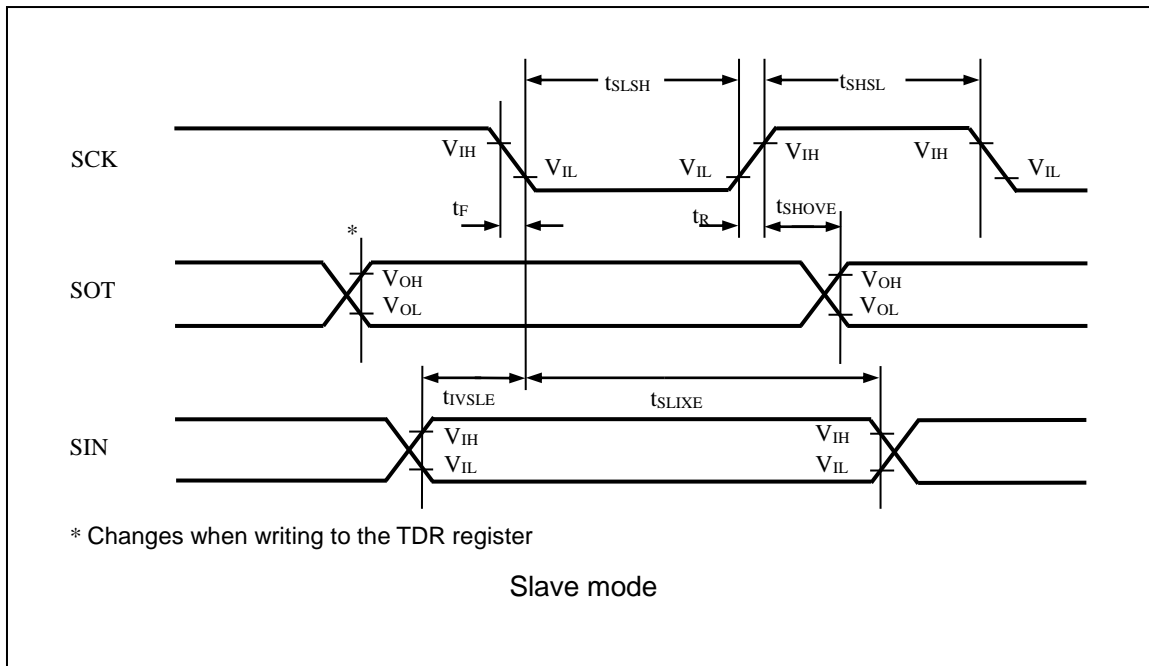 tSLSH
tSHSL
SCK
VIH
VIL
VIL
VIH
VIH
VIL
tF
tR
tSHOVE
*
SOT
VOH
VOL
VOH
VOL
tIVSLE
tSLIXE
SIN
VIH
VIL
VIH
VIL
* Changes when writing to the TDR register
Slave mode